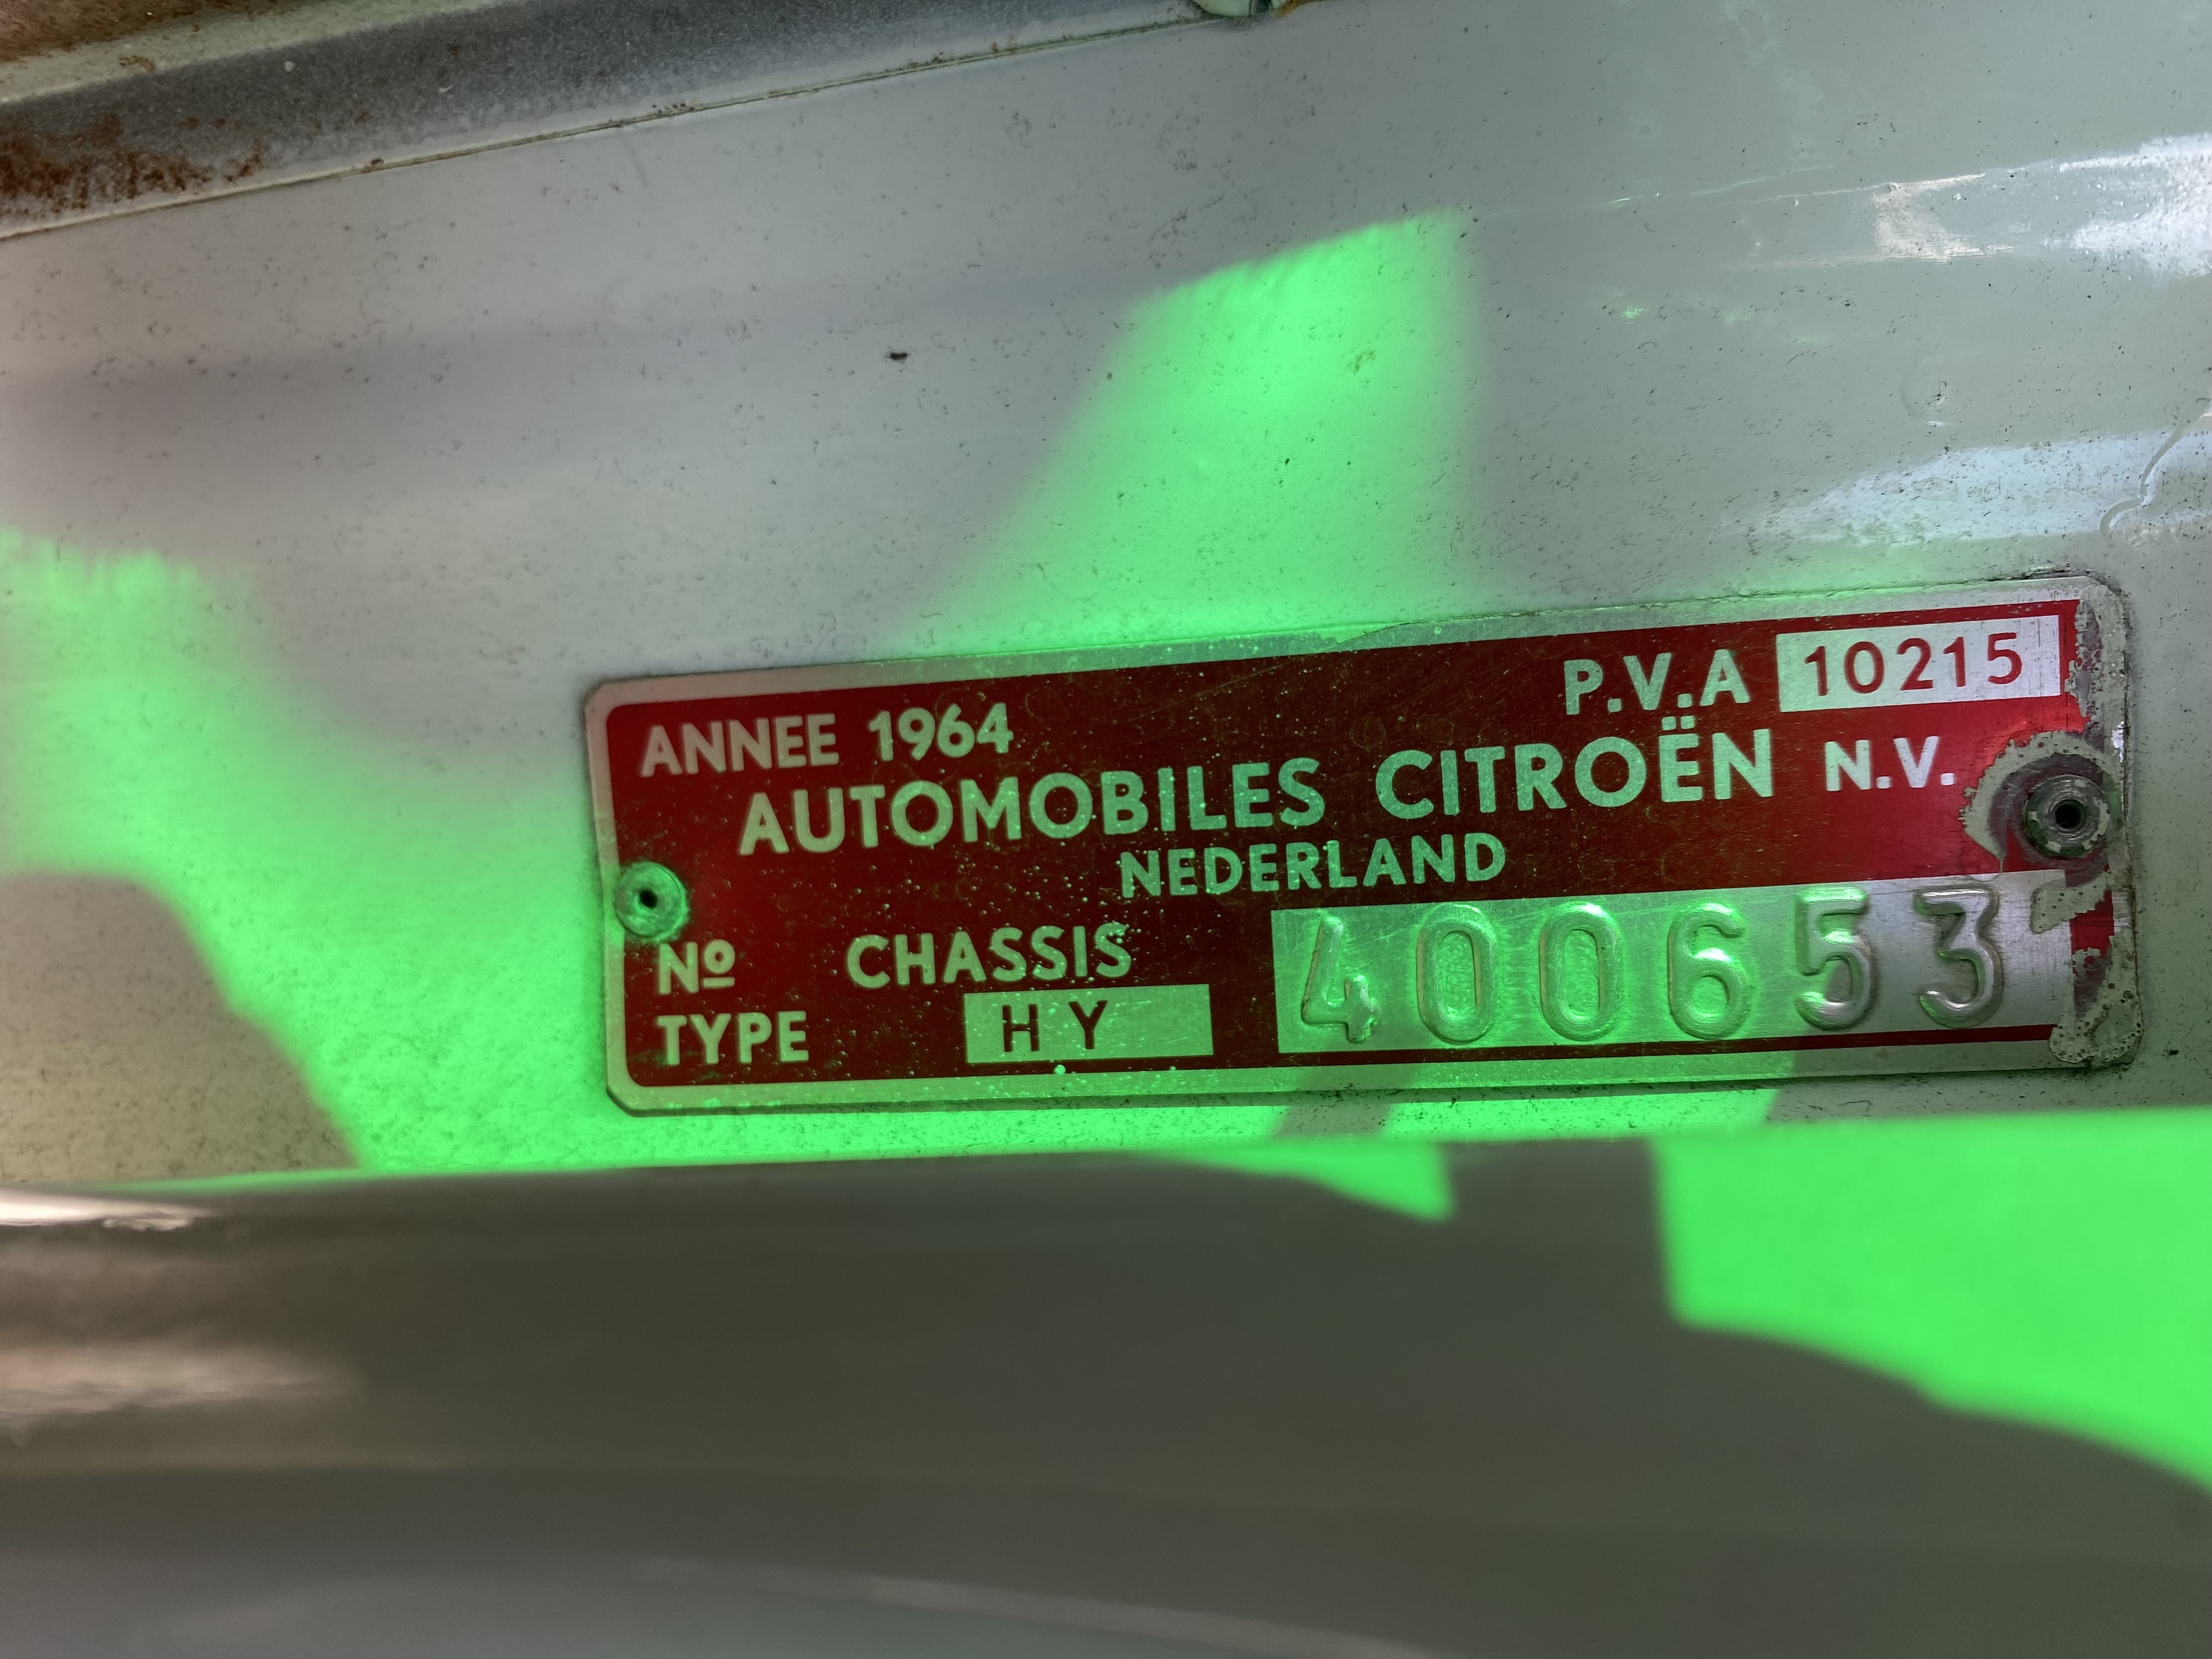 ANNEE 1964 P.V.A 10215
AUTOMOBILES CITROËN N.V.
NEDERLAND
Nº CHASSIS 400653
TYPE HY